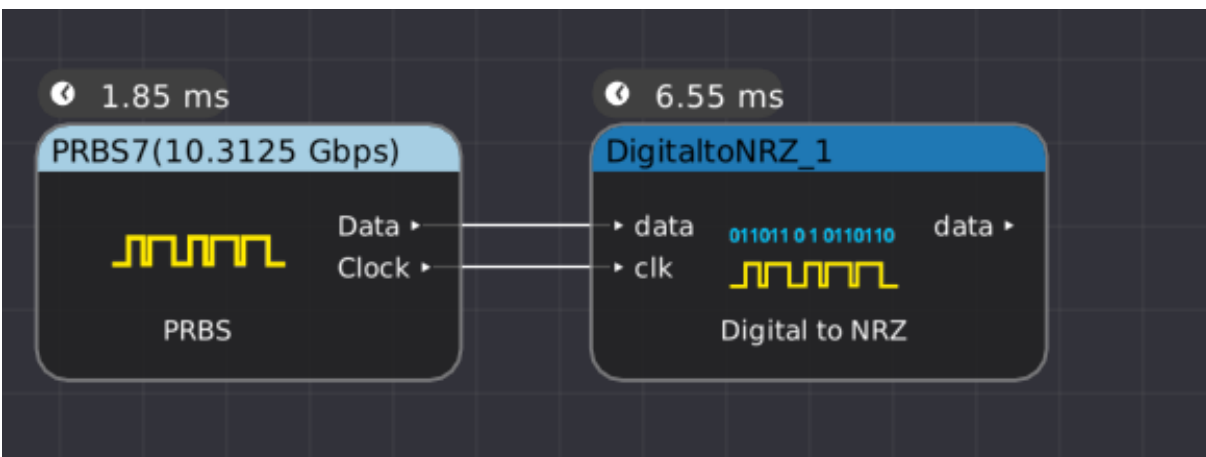 1.85 ms
6.55 ms
PRBS7(10.3125 Gbps)
DigitaltoNRZ_1
Data
Clock
PRBS
data
clk
011011 0 1 0110110
data
Digital to NRZ